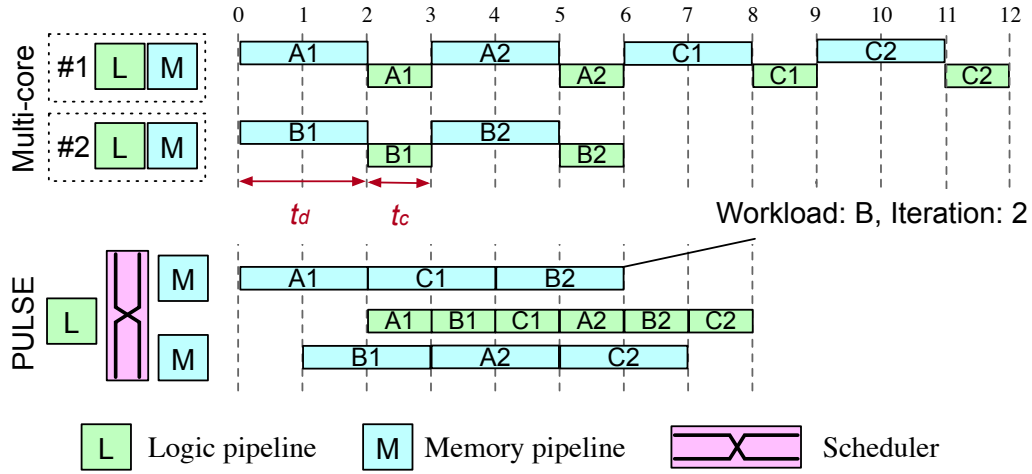 0 1 2 3 4 5 6 7 8 9 10 11 12
Multi-core
#1 L M A1 A2 C1 C2
A1 A2 C1 C2
#2 L M B1 B2
B1 B2
td tc
Workload: B, Iteration: 2
PULSE
M A1 C1 B2
L A1 B1 C1 A2 B2 C2
M B1 A2 C2
L Logic pipeline M Memory pipeline Scheduler